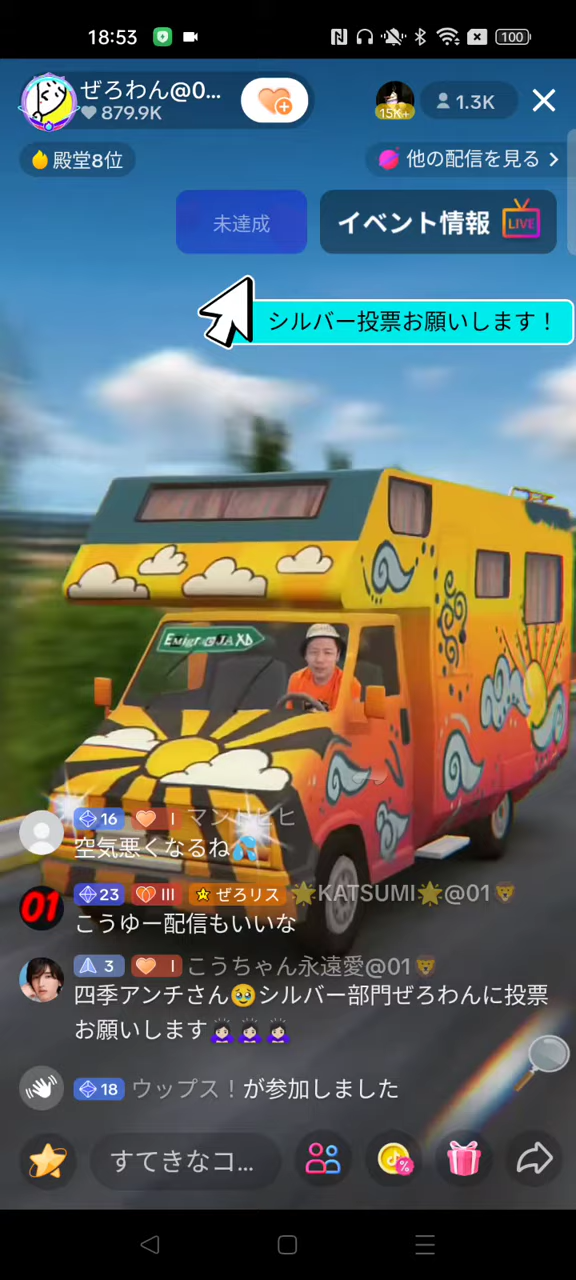 18:53
100
ぜろわん@0...
879.9K
15K+
1.3K
殿堂8位
他の配信を見る
未達成
イベント情報
LIVE
シルバー投票お願いします！
16 I マントヒヒ
空気悪くなるね💦
01
23 III ぜろリス 🌟KATSUMI🌟@01🦁
こうゆー配信もいいな
3 I こうちゃん永遠愛@01🦁
四季アンチさん🥹シルバー部門ぜろわんに投票
お願いします🙇🏻‍♀️🙇🏻‍♀️🙇🏻‍♀️
18 ウップス！が参加しました
すてきなコ...